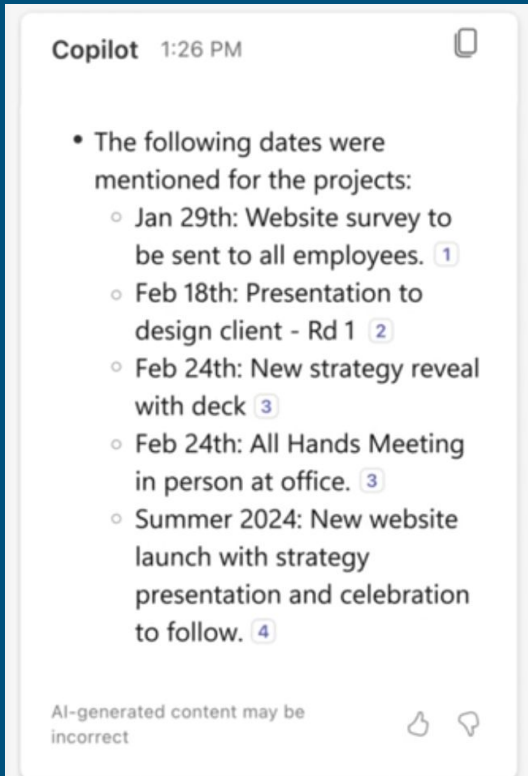 Copilot 1:26 PM
• The following dates were
mentioned for the projects:
◦ Jan 29th: Website survey to
be sent to all employees. 1
◦ Feb 18th: Presentation to
design client - Rd 1 2
◦ Feb 24th: New strategy reveal
with deck 3
◦ Feb 24th: All Hands Meeting
in person at office. 3
◦ Summer 2024: New website
launch with strategy
presentation and celebration
to follow. 4
AI-generated content may be
incorrect